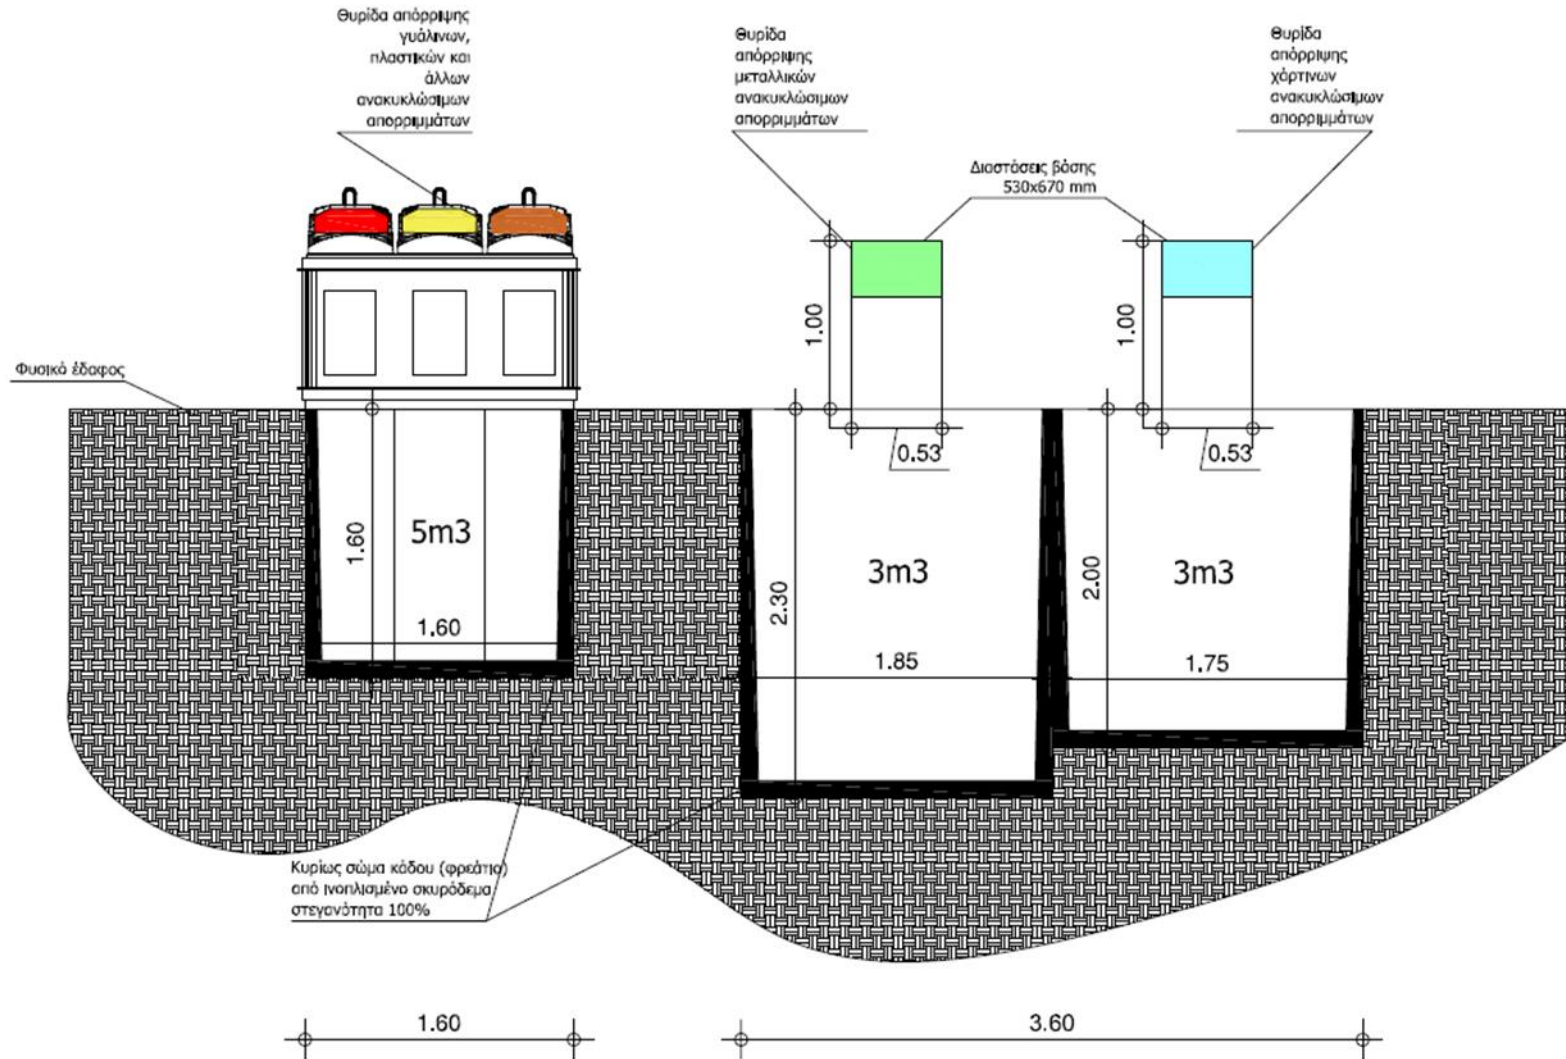 Θυρίδα απόρριψης
γυάλινων,
πλαστικών και
άλλων
ανακυκλώσιμων
απορριμμάτων
Θυρίδα
απόρριψης
μεταλλικών
ανακυκλώσιμων
απορριμμάτων
Θυρίδα
απόρριψης
χάρτινων
ανακυκλώσιμων
απορριμμάτων
Διαστάσεις βάσης
530x670 mm
1.00
1.00
Φυσικό έδαφος
0.53
0.53
1.60
5m3
1.60
2.30
3m3
1.85
2.00
3m3
1.75
Κυρίως σώμα κάδου (φρεάτιο)
από ινοπλισμένο σκυρόδεμα
στεγανότητα 100%
1.60
3.60